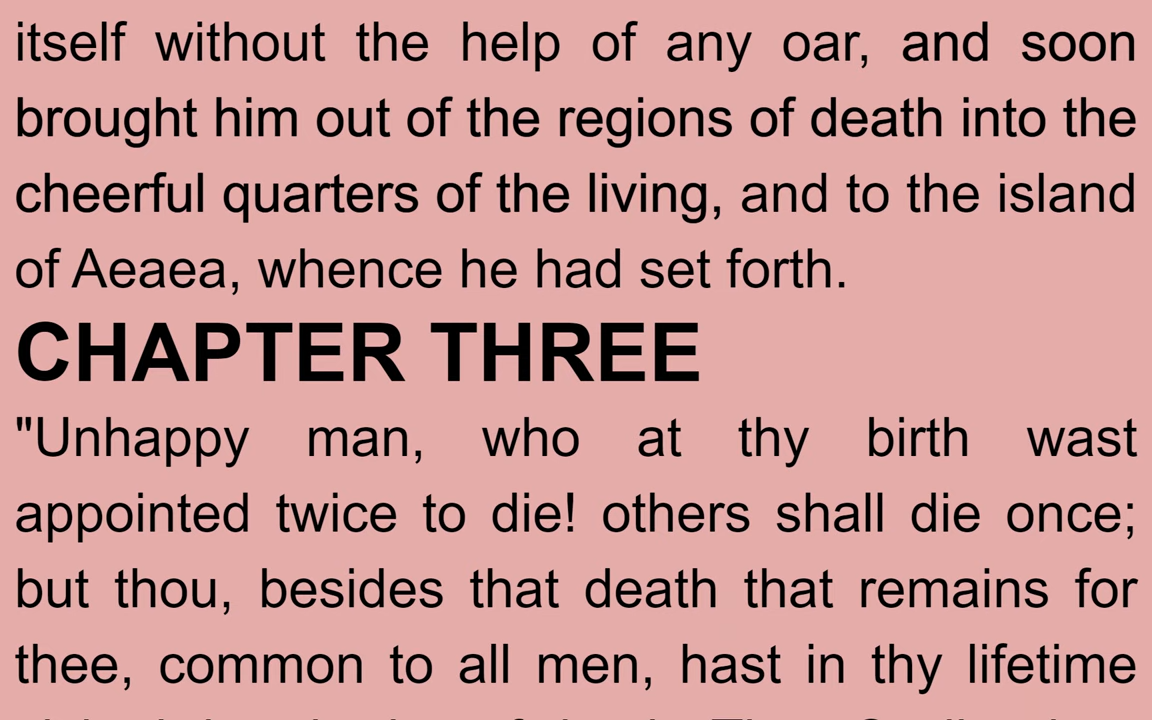 itself without the help of any oar, and soon
brought him out of the regions of death into the
cheerful quarters of the living, and to the island
of Aeaea, whence he had set forth.
CHAPTER THREE
"Unhappy man, who at thy birth wast
appointed twice to die! others shall die once;
but thou, besides that death that remains for
thee, common to all men, hast in thy lifetime